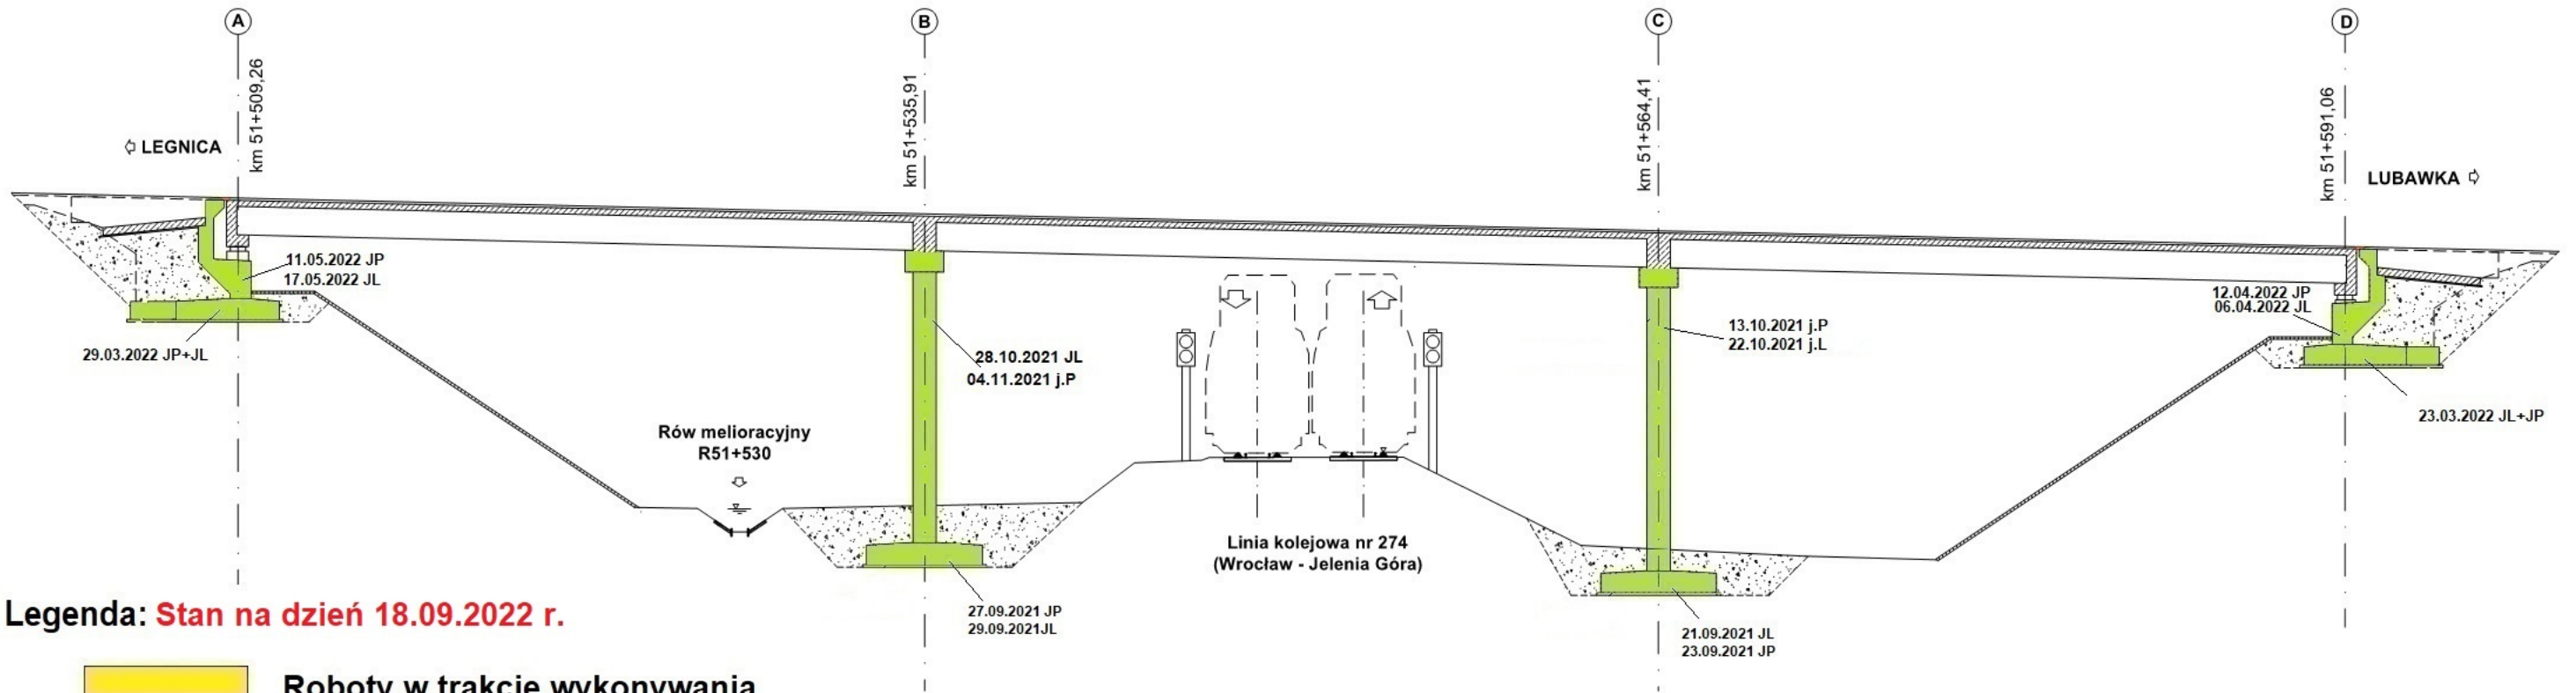 A
B
C
D
km 51+509,26
km 51+535,91
km 51+564,41
km 51+591,06
LEGNICA
LUBAWKA
11.05.2022 JP
17.05.2022 JL
29.03.2022 JP+JL
28.10.2021 JL
04.11.2021 j.P
13.10.2021 j.P
22.10.2021 j.L
12.04.2022 JP
06.04.2022 JL
23.03.2022 JL+JP
Rów melioracyjny
R51+530
Linia kolejowa nr 274
(Wrocław - Jelenia Góra)
27.09.2021 JP
29.09.2021JL
21.09.2021 JL
23.09.2021 JP
Legenda: Stan na dzień 18.09.2022 r.
Roboty w trakcie wykonywania